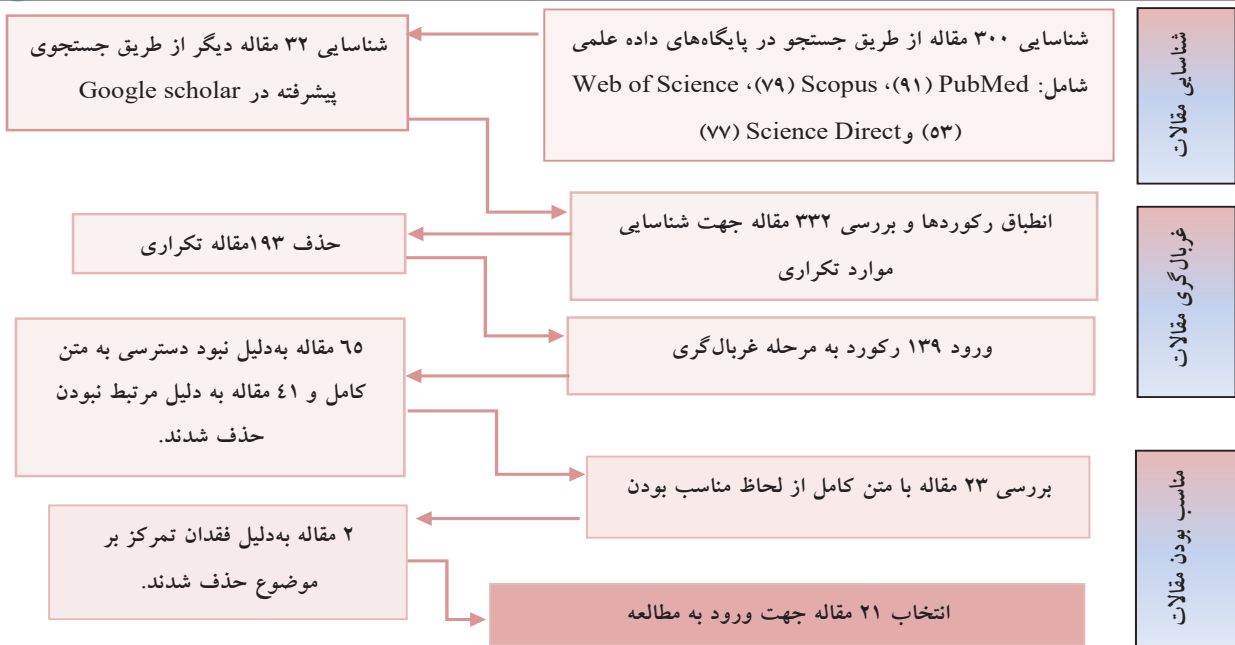 شناسایی مقالات
شناسایی ۳۰۰ مقاله از طریق جستجو در پایگاه‌های داده علمی
شامل: PubMed (۹۱)، Scopus (۷۹)، Web of Science
(۵۳) وScience Direct (۷۷)
شناسایی ۳۲ مقاله دیگر از طریق جستجوی
پیشرفته در Google scholar
غربال‌گری مقالات
انطباق رکوردها و بررسی ۳۳۲ مقاله جهت شناسایی
موارد تکراری
حذف ۱۹۳مقاله تکراری
ورود ۱۳۹ رکورد به مرحله غربال‌گری
٦٥ مقاله به‌دلیل نبود دسترسی به متن
کامل و ٤١ مقاله به دلیل مرتبط نبودن
حذف شدند.
مناسب بودن مقالات
بررسی ۲۳ مقاله با متن کامل از لحاظ مناسب بودن
۲ مقاله به‌دلیل فقدان تمرکز بر
موضوع حذف شدند.
انتخاب ۲۱ مقاله جهت ورود به مطالعه